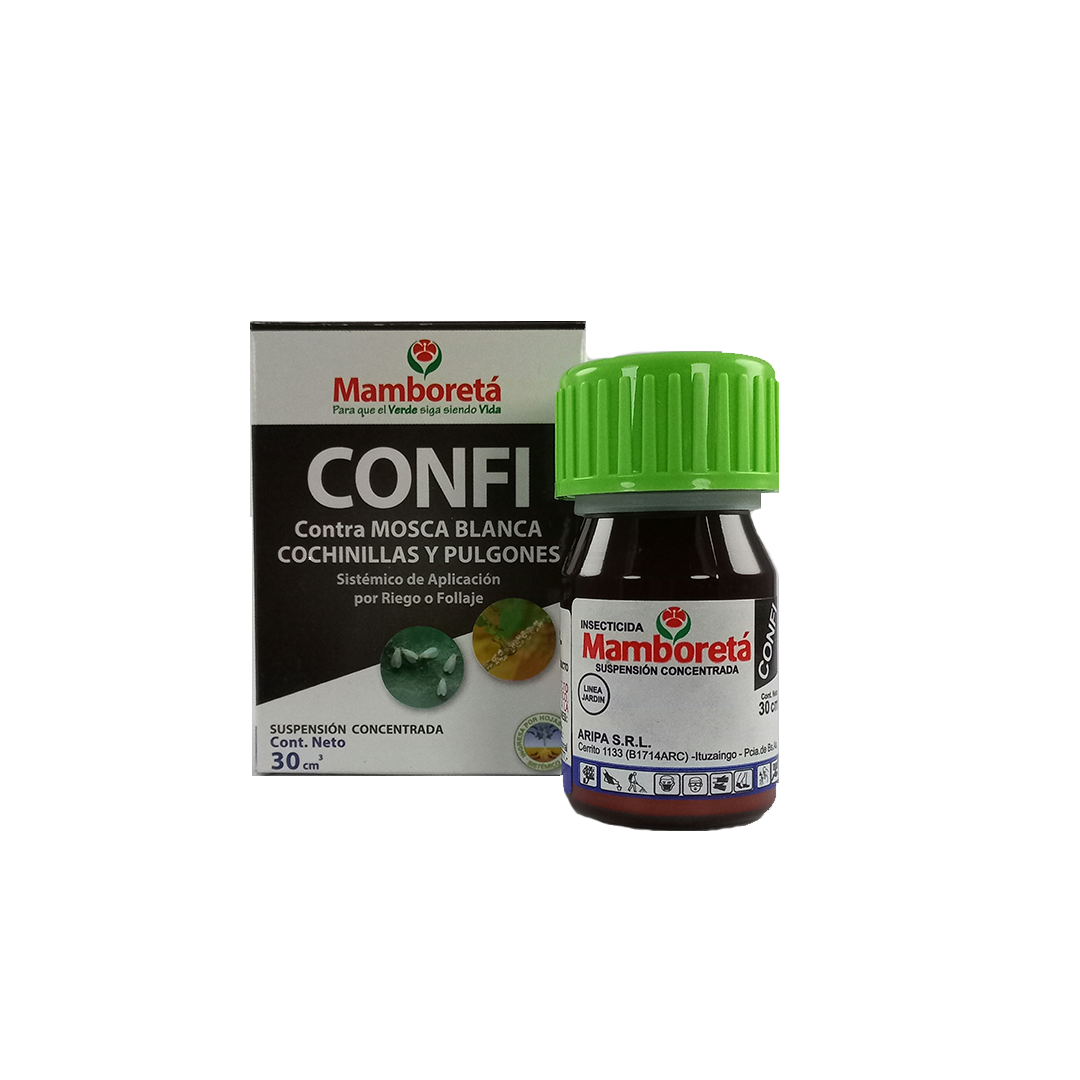 Mamboretá
Para que el Verde siga siendo Vida
CONFI
Contra MOSCA BLANCA
COCHINILLAS Y PULGONES
Sistémico de Aplicación
por Riego o Follaje
SUSPENSIÓN CONCENTRADA
Cont. Neto
30 cm³
INSECTICIDA
Mamboretá
SUSPENSIÓN CONCENTRADA
LINEA
JARDIN
CONFI
Cont. Neto
30 cm
ARIPA S.R.L.
Cerrito 1133 (B1714ARC) -Ituzaingo - Pcia.de Bs.